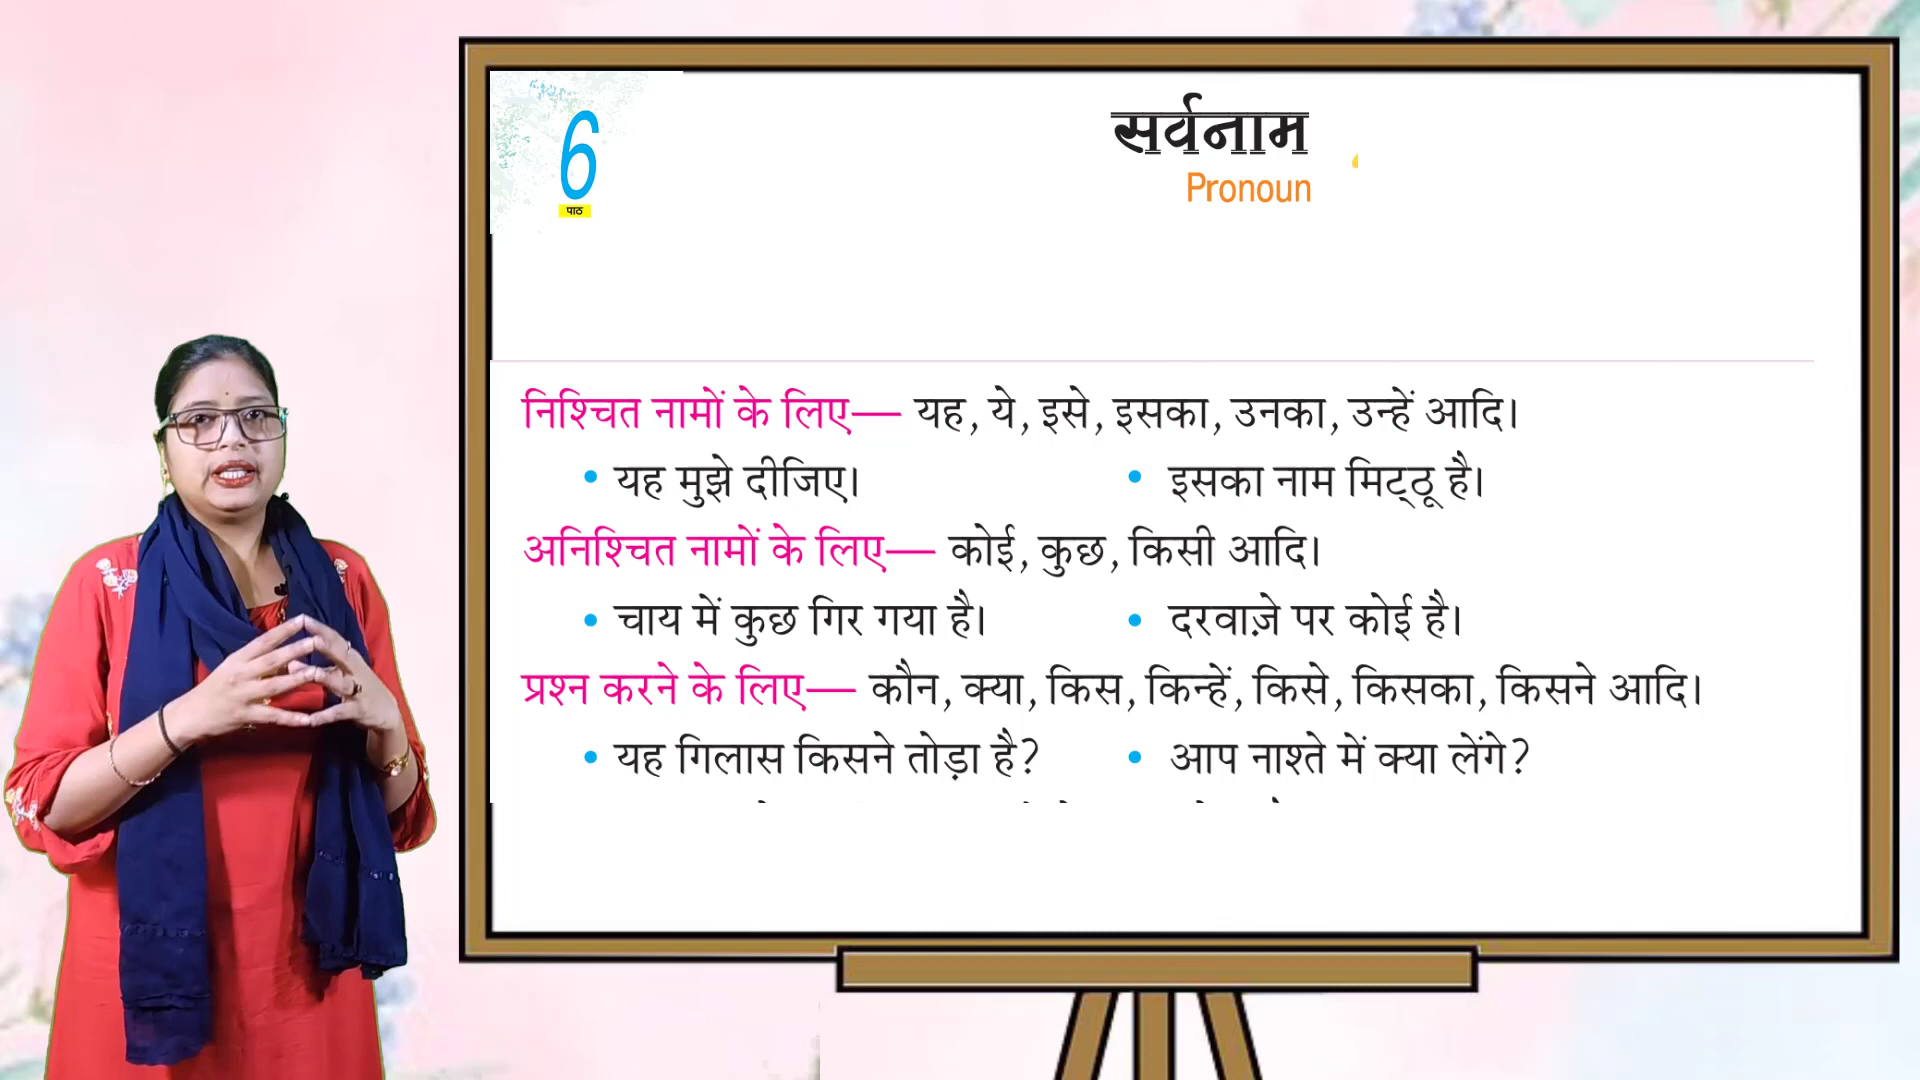 6
पाठ
सर्वनाम
Pronoun
निश्चित नामों के लिए— यह, ये, इसे, इसका, उनका, उन्हें आदि।
• यह मुझे दीजिए। • इसका नाम मिट्‌ठू है।
अनिश्चित नामों के लिए— कोई, कुछ, किसी आदि।
• चाय में कुछ गिर गया है। • दरवाज़े पर कोई है।
प्रश्न करने के लिए— कौन, क्या, किस, किन्हें, किसे, किसका, किसने आदि।
• यह गिलास किसने तोड़ा है? • आप नाश्ते में क्या लेंगे?